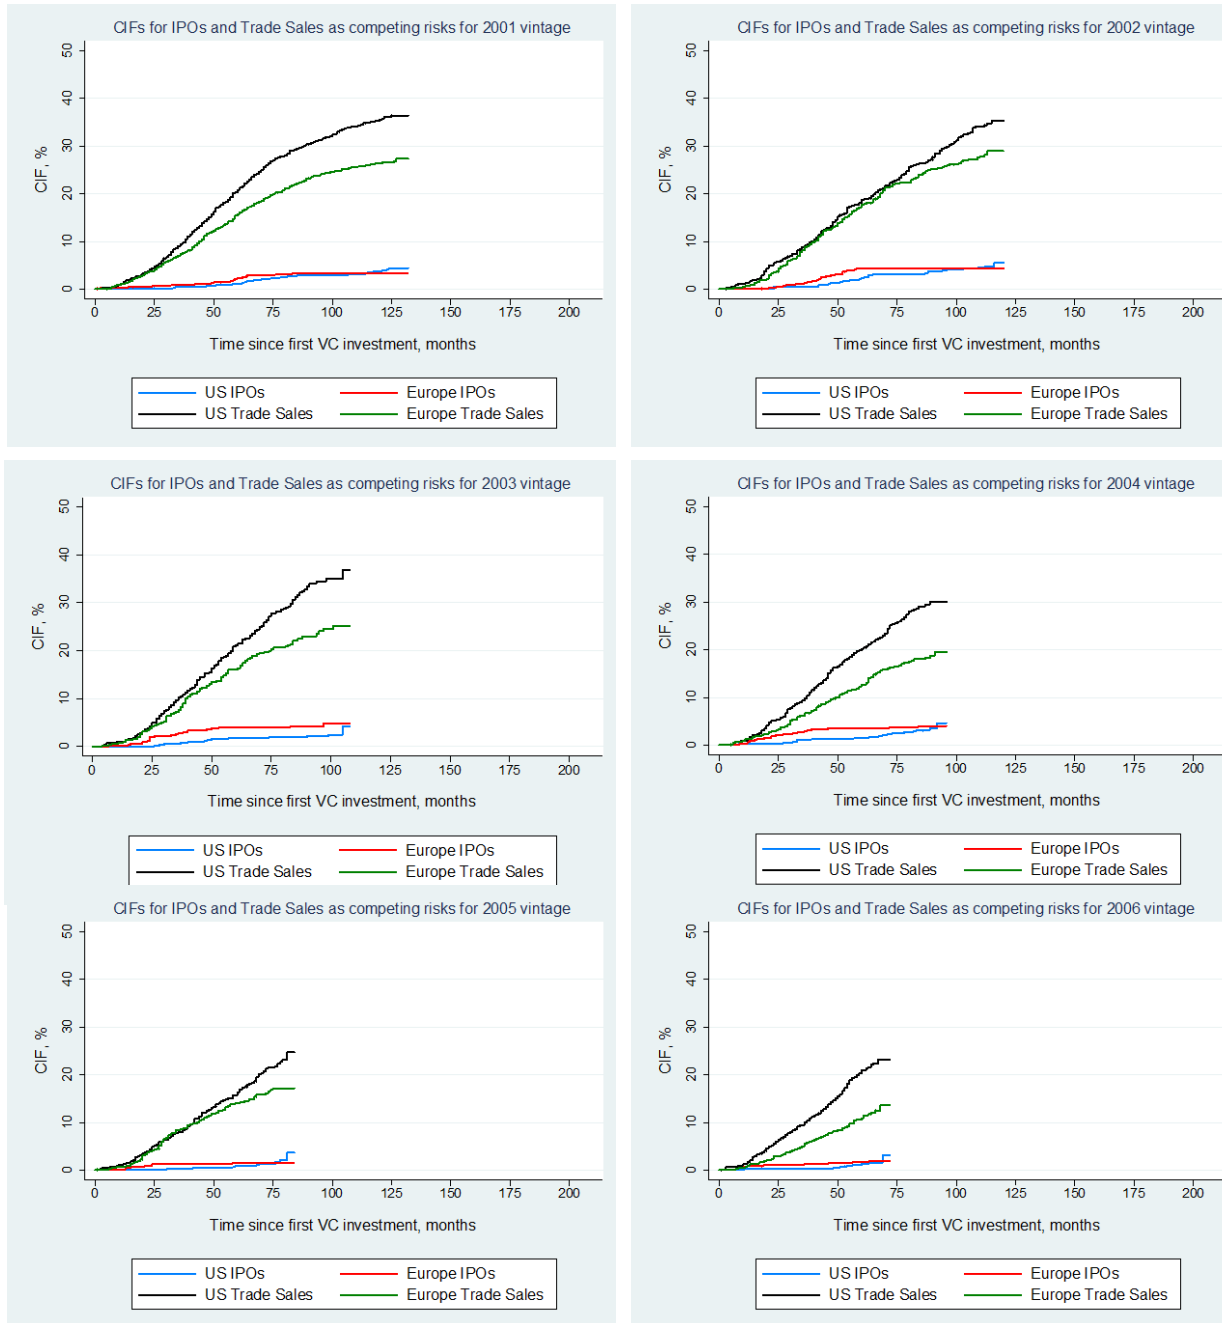 CIFs for IPOs and Trade Sales as competing risks for 2001 vintage
50
40
30
20
10
0
CIF, %
0 25 50 75 100 125 150 175 200
Time since first VC investment, months
US IPOs Europe IPOs
US Trade Sales Europe Trade Sales
CIFs for IPOs and Trade Sales as competing risks for 2002 vintage
50
40
30
20
10
0
CIF, %
0 25 50 75 100 125 150 175 200
Time since first VC investment, months
US IPOs Europe IPOs
US Trade Sales Europe Trade Sales
CIFs for IPOs and Trade Sales as competing risks for 2003 vintage
50
40
30
20
10
0
CIF, %
0 25 50 75 100 125 150 175 200
Time since first VC investment, months
US IPOs Europe IPOs
US Trade Sales Europe Trade Sales
CIFs for IPOs and Trade Sales as competing risks for 2004 vintage
50
40
30
20
10
0
CIF, %
0 25 50 75 100 125 150 175 200
Time since first VC investment, months
US IPOs Europe IPOs
US Trade Sales Europe Trade Sales
CIFs for IPOs and Trade Sales as competing risks for 2005 vintage
50
40
30
20
10
0
CIF, %
0 25 50 75 100 125 150 175 200
Time since first VC investment, months
US IPOs Europe IPOs
US Trade Sales Europe Trade Sales
CIFs for IPOs and Trade Sales as competing risks for 2006 vintage
50
40
30
20
10
0
CIF, %
0 25 50 75 100 125 150 175 200
Time since first VC investment, months
US IPOs Europe IPOs
US Trade Sales Europe Trade Sales